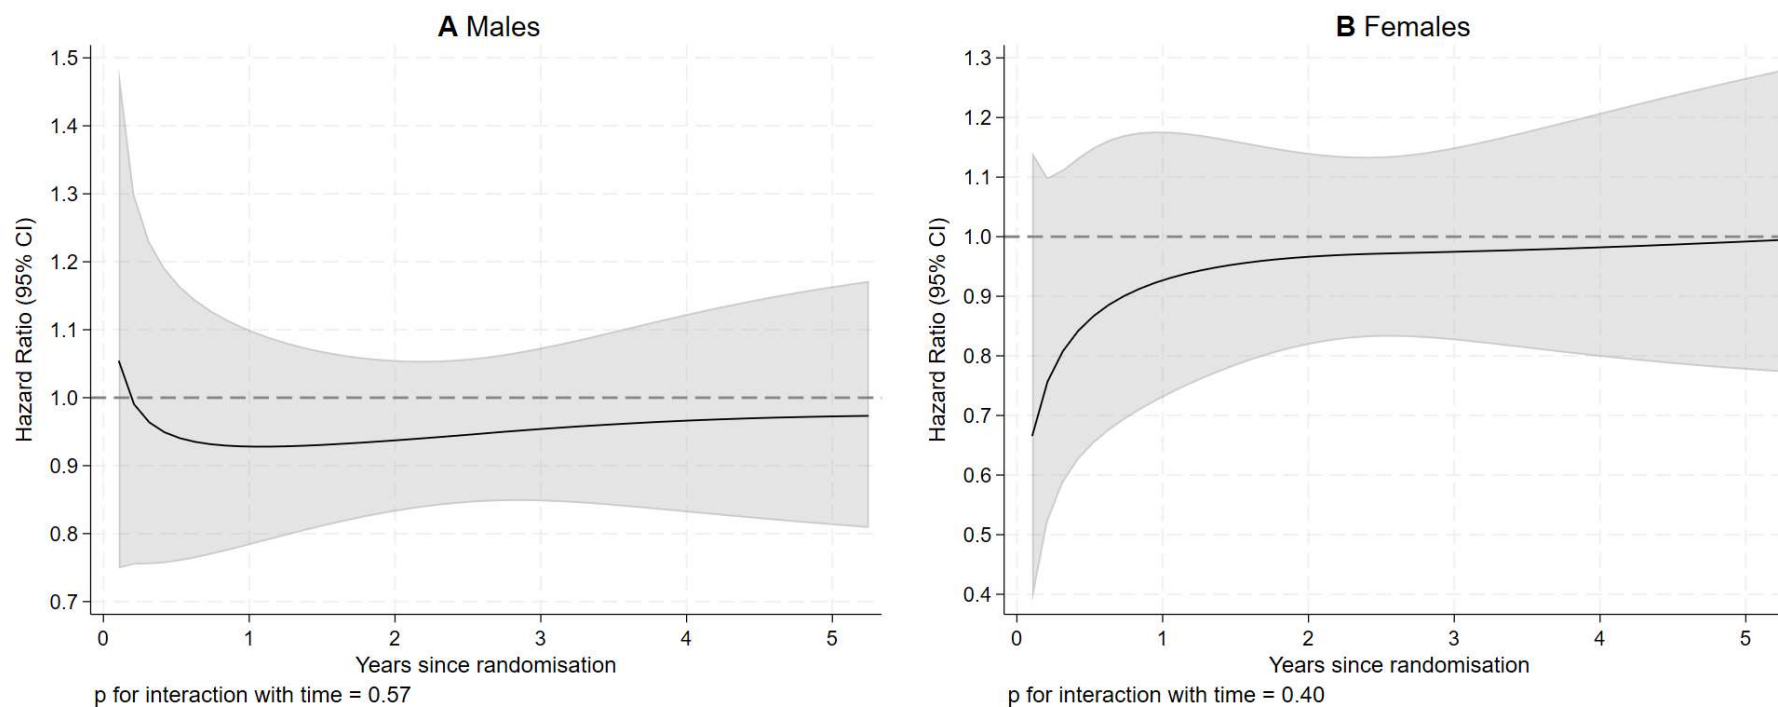 A Males
1.5
1.4
1.3
1.2
1.1
1.0
0.9
0.8
0.7
Hazard Ratio (95% CI)
0 1 2 3 4 5
Years since randomisation
p for interaction with time = 0.57
B Females
1.3
1.2
1.1
1.0
0.9
0.8
0.7
0.6
0.5
0.4
Hazard Ratio (95% CI)
0 1 2 3 4 5
Years since randomisation
p for interaction with time = 0.40